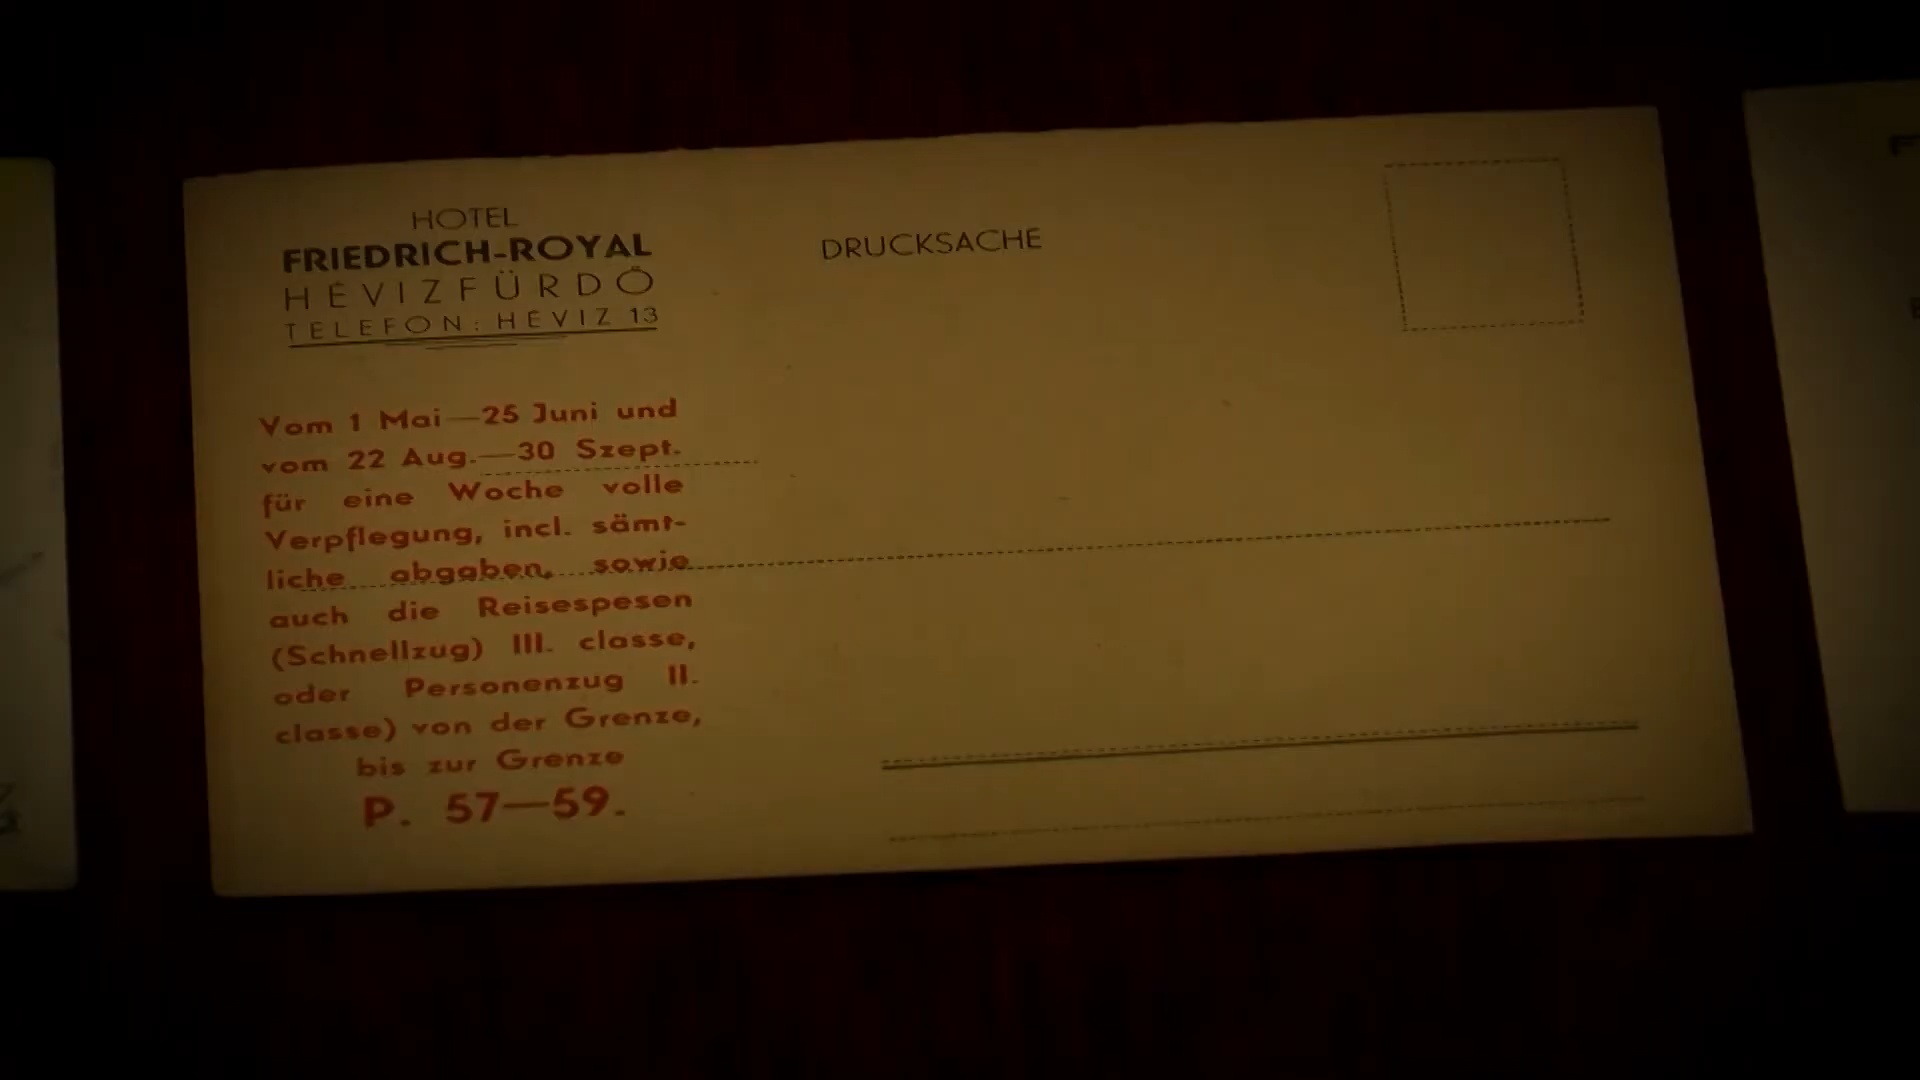 HOTEL
FRIEDRICH-ROYAL
HÉVIZFÜRDŐ
TELEFON: HÉVIZ 13
DRUCKSACHE
Vom 1 Mai—25 Juni und
vom 22 Aug.—30 Szept.
für eine Woche volle
Verpflegung, incl. sämt-
liche abgaben, sowie
auch die Reisespesen
(Schnellzug) III. classe,
oder Personenzug II.
classe) von der Grenze,
bis zur Grenze
P. 57—59.